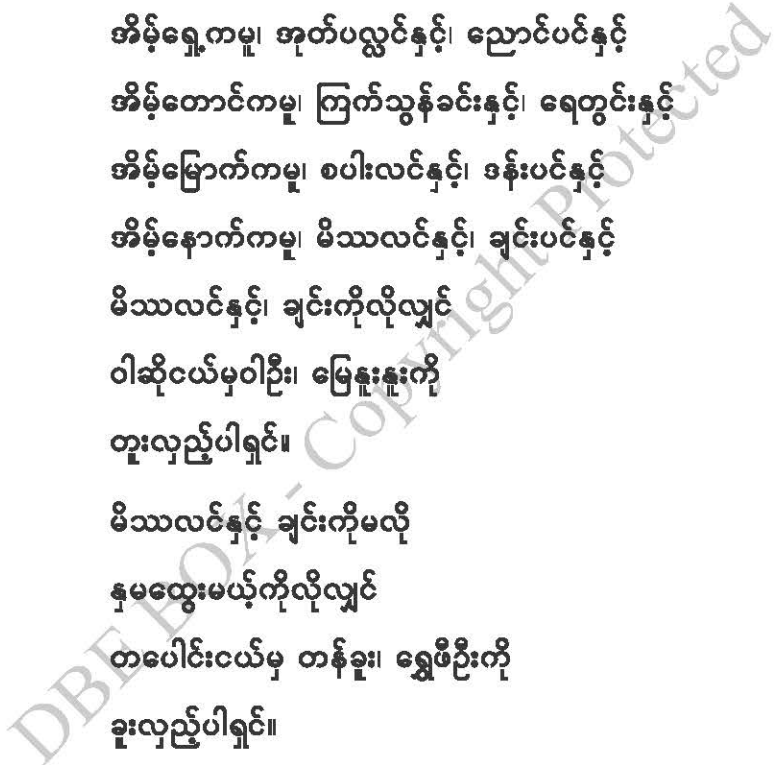 အိမ့်ရှေ့ကမူ၊ အုတ်ပလ္လင်နှင့်၊ ညောင်ပင်နှင့်
အိမ့်တောင်ကမူ၊ ကြက်သွန်ခင်းနှင့်၊ ရေတွင်းနှင့်
အိမ့်မြောက်ကမူ၊ စပါးလင်နှင့်၊ ဒန်းပင်နှင့်
အိမ့်နောက်ကမူ၊ မိဿလင်နှင့်၊ ချင်းပင်နှင့်
မိဿလင်နှင့်၊ ချင်းကိုလိုလျှင်
ဝါဆိုငယ်မှဝါဦး၊ မြေနူးနူးကို
တူးလှည့်ပါရှင်။
မိဿလင်နှင့် ချင်းကိုမလို
နှမထွေးမယ့်ကိုလိုလျှင်
တပေါင်းငယ်မှ တန်ခူး၊ ရွှေဖီဦးကို
ခူးလှည့်ပါရှင်။
DBE BOX - Copyright Protected